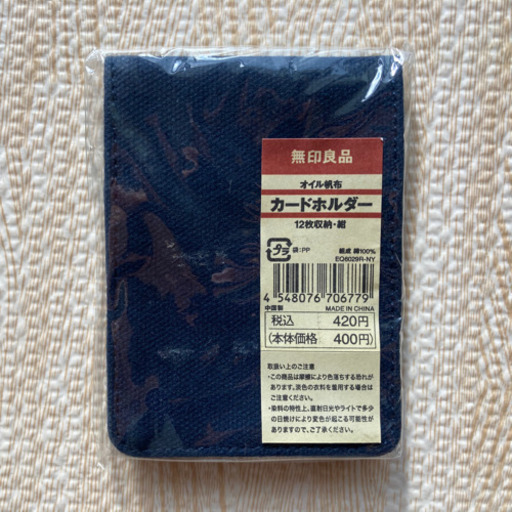 無印良品
オイル帆布
カードホルダー
12枚収納・紺
プラ 袋:PP 組成 綿100%
EQ6029R-NY
4 548076 706779
中国製 MADE IN CHINA
税込 420円
(本体価格 400円)
取扱い上のご注意
・この商品は摩擦により色落ちする恐れが
あります。淡色の衣料を着用する場合は
ご注意ください。
・染料の特性上、直射日光やライトで多少
の日焼けにより変色が起こる可能性が
ありますので、ご了承ください。